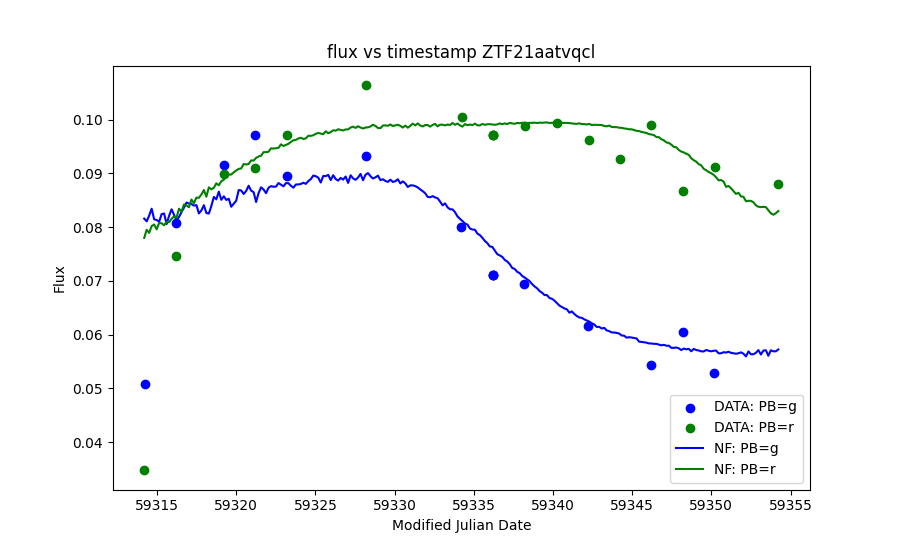 flux vs timestamp ZTF21aatvqcl
0.10
0.09
0.08
0.07
0.06
0.05
0.04
Flux
DATA: PB=g
DATA: PB=r
NF: PB=g
NF: PB=r
59315 59320 59325 59330 59335 59340 59345 59350 59355
Modified Julian Date